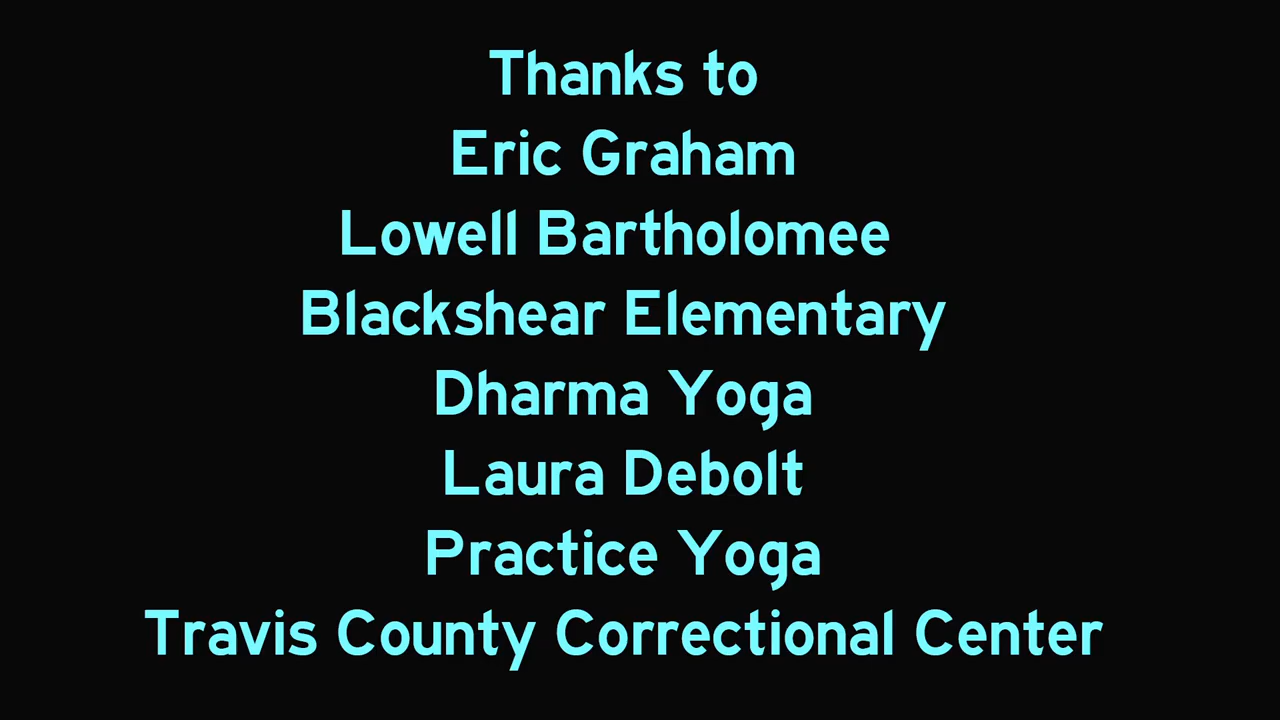 Thanks to
Eric Graham
Lowell Bartholomee
Blackshear Elementary
Dharma Yoga
Laura Debolt
Practice Yoga
Travis County Correctional Center